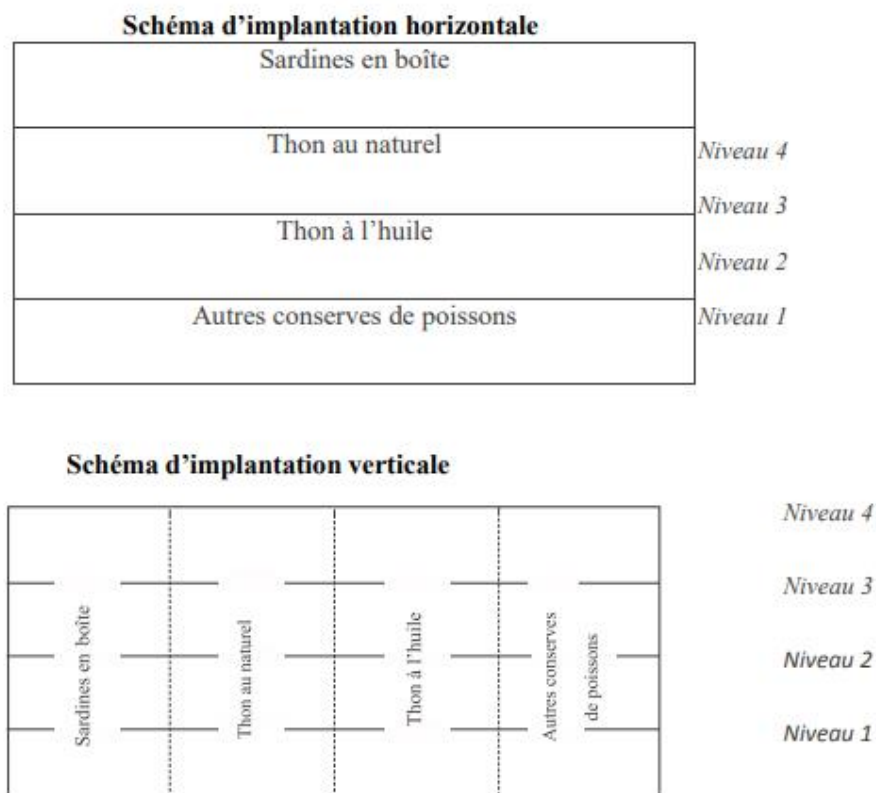 Schéma d’implantation horizontale
Sardines en boîte
Thon au naturel
Niveau 4
Niveau 3
Thon à l’huile
Niveau 2
Autres conserves de poissons
Niveau 1
Schéma d’implantation verticale
Niveau 4
Niveau 3
Niveau 2
Niveau 1
Sardines en boîte
Thon au naturel
Thon à l’huile
Autres conserves
de poissons